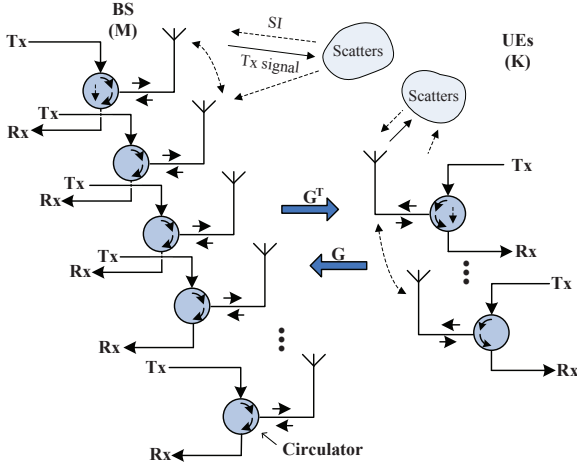 BS
(M)
SI
Tx signal
Scatters
UEs
(K)
Scatters
Tx
Rx
Tx
Rx
Tx
Rx
Tx
Rx
Tx
Rx
G^T
G
Tx
Rx
Tx
Rx
Circulator